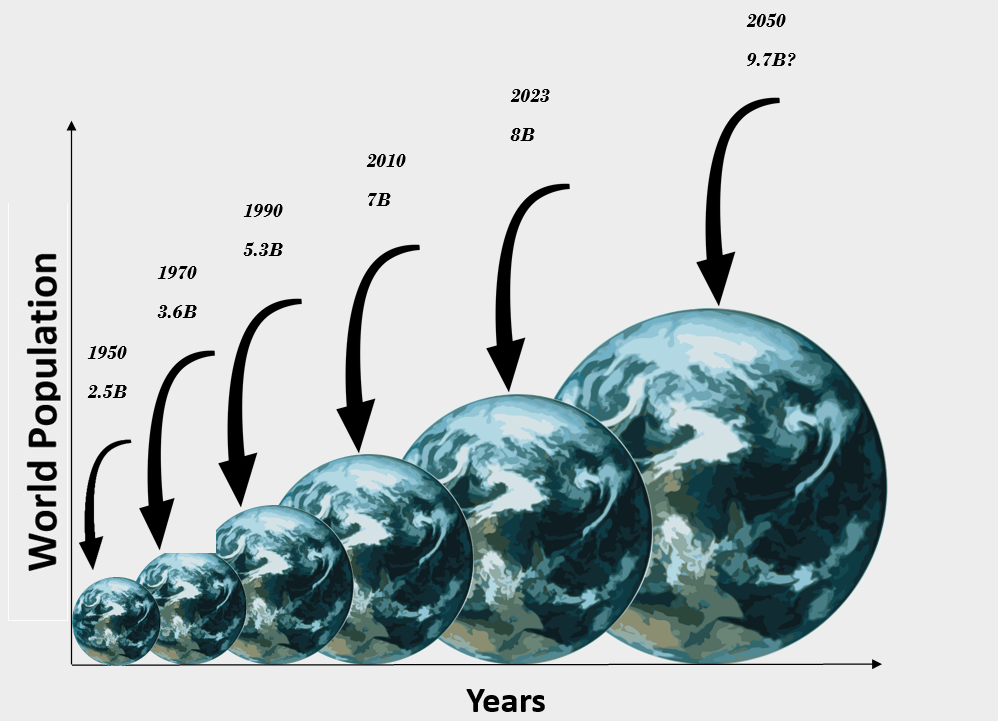 2050
9.7B?
2023
8B
2010
7B
1990
5.3B
1970
3.6B
1950
2.5B
World Population
Years